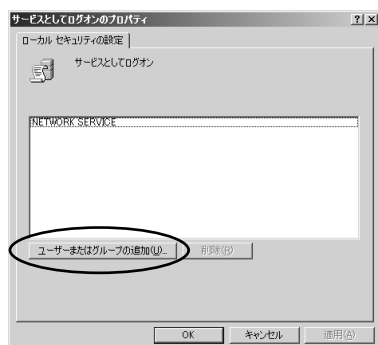 サービスとしてログオンのプロパティ
ローカル セキュリティの設定
サービスとしてログオン
NETWORK SERVICE
ユーザーまたはグループの追加(U)... 削除(R)
OK キャンセル 適用(A)